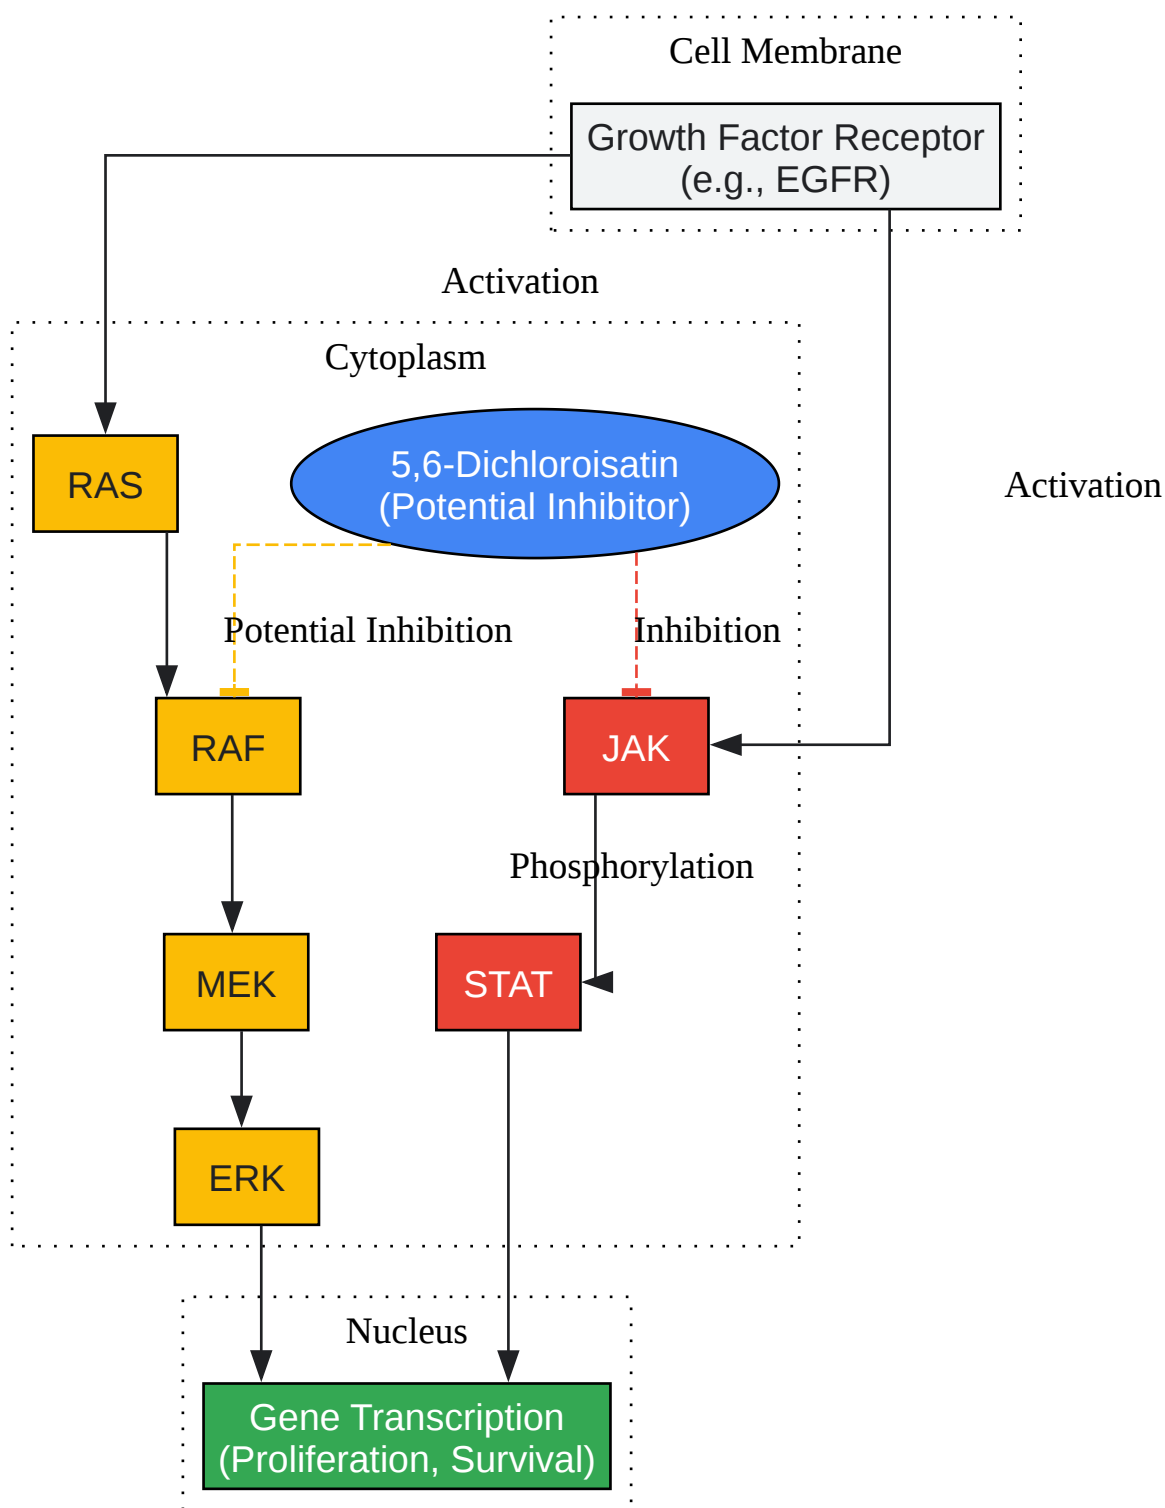 Cell Membrane
Growth Factor Receptor
(e.g., EGFR)
Activation
Cytoplasm
RAS
5,6-Dichloroisatin
(Potential Inhibitor)
Activation
Potential Inhibition
Inhibition
RAF
JAK
Phosphorylation
MEK
STAT
ERK
Nucleus
Gene Transcription
(Proliferation, Survival)